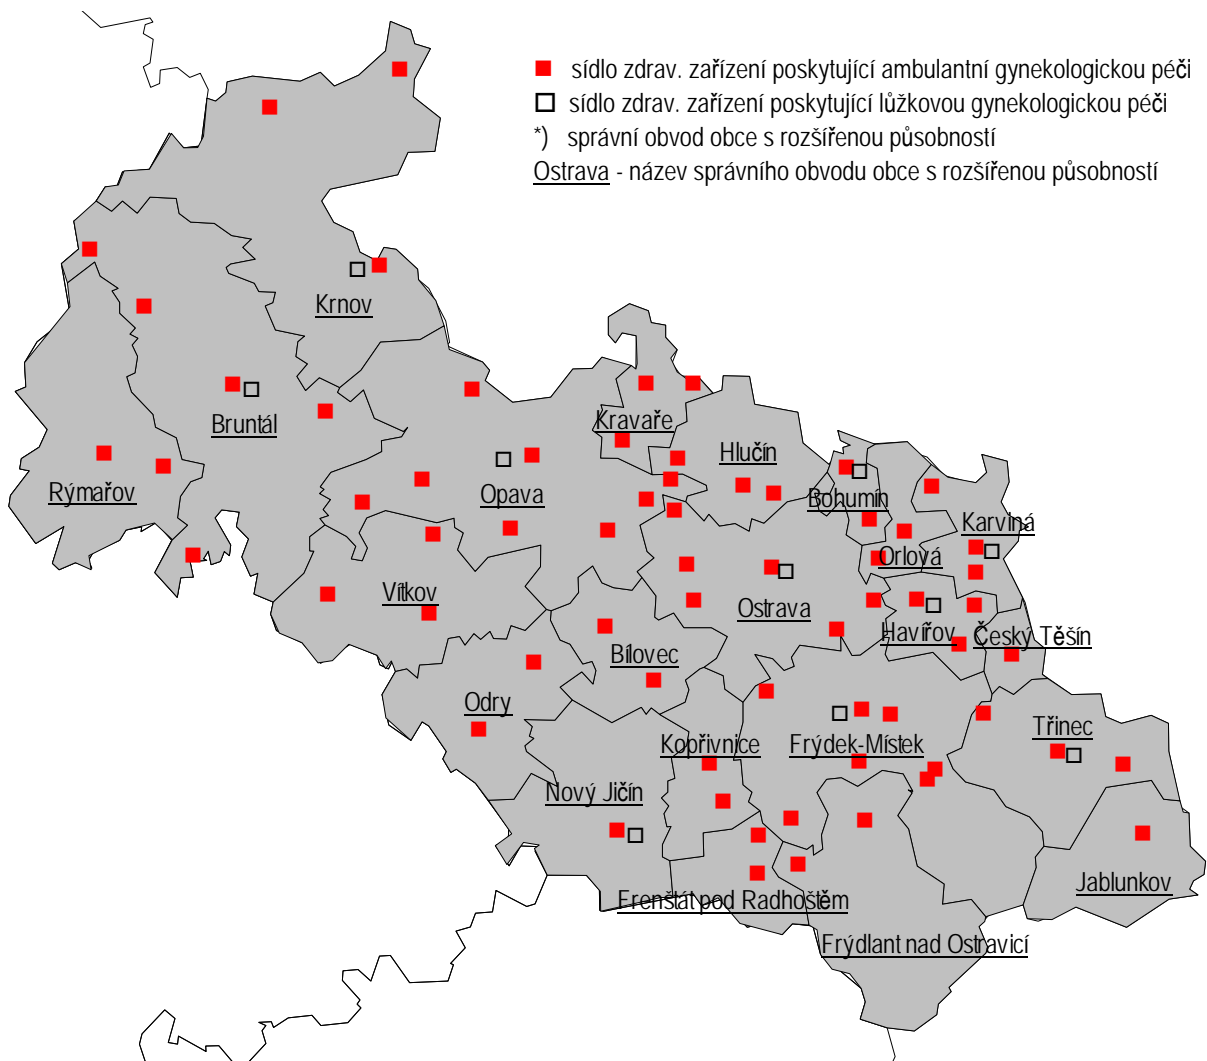 sídlo zdrav. zařízení poskytující ambulantní gynekologickou péči
sídlo zdrav. zařízení poskytující lůžkovou gynekologickou péči
*) správní obvod obce s rozšířenou působností
Ostrava - název správního obvodu obce s rozšířenou působností
Krnov
Bruntál
Kravaře
Hlučín
Rýmařov
Opava
Bohumín
Karviná
Orlová
Vítkov
Ostrava
Havířov
Český Těšín
Bílovec
Odry
Kopřivnice
Frýdek-Místek
Třinec
Nový Jičín
Jablunkov
Frenštát pod Radhoštěm
Frýdlant nad Ostravicí